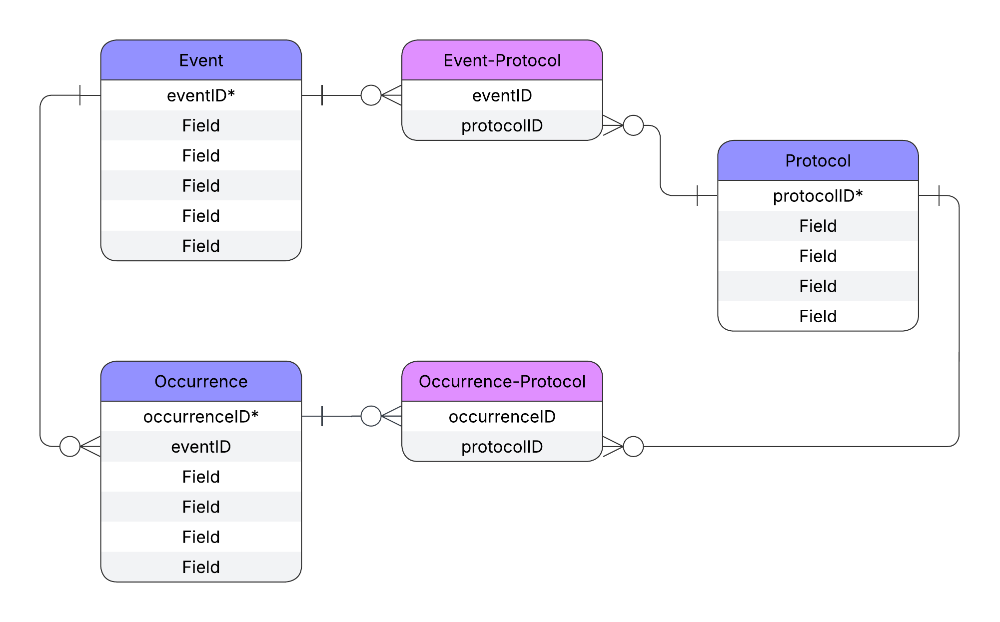 Event
eventID*
Field
Field
Field
Field
Field
Event-Protocol
eventID
protocolID
Protocol
protocolID*
Field
Field
Field
Field
Occurrence
occurrenceID*
eventID
Field
Field
Field
Field
Occurrence-Protocol
occurrenceID
protocolID